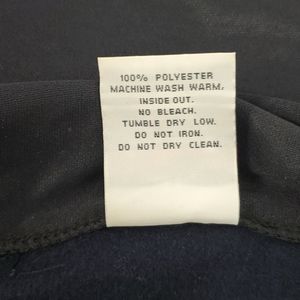 100% POLYESTER
MACHINE WASH WARM,
INSIDE OUT.
NO BLEACH.
TUMBLE DRY LOW.
DO NOT IRON.
DO NOT DRY CLEAN.